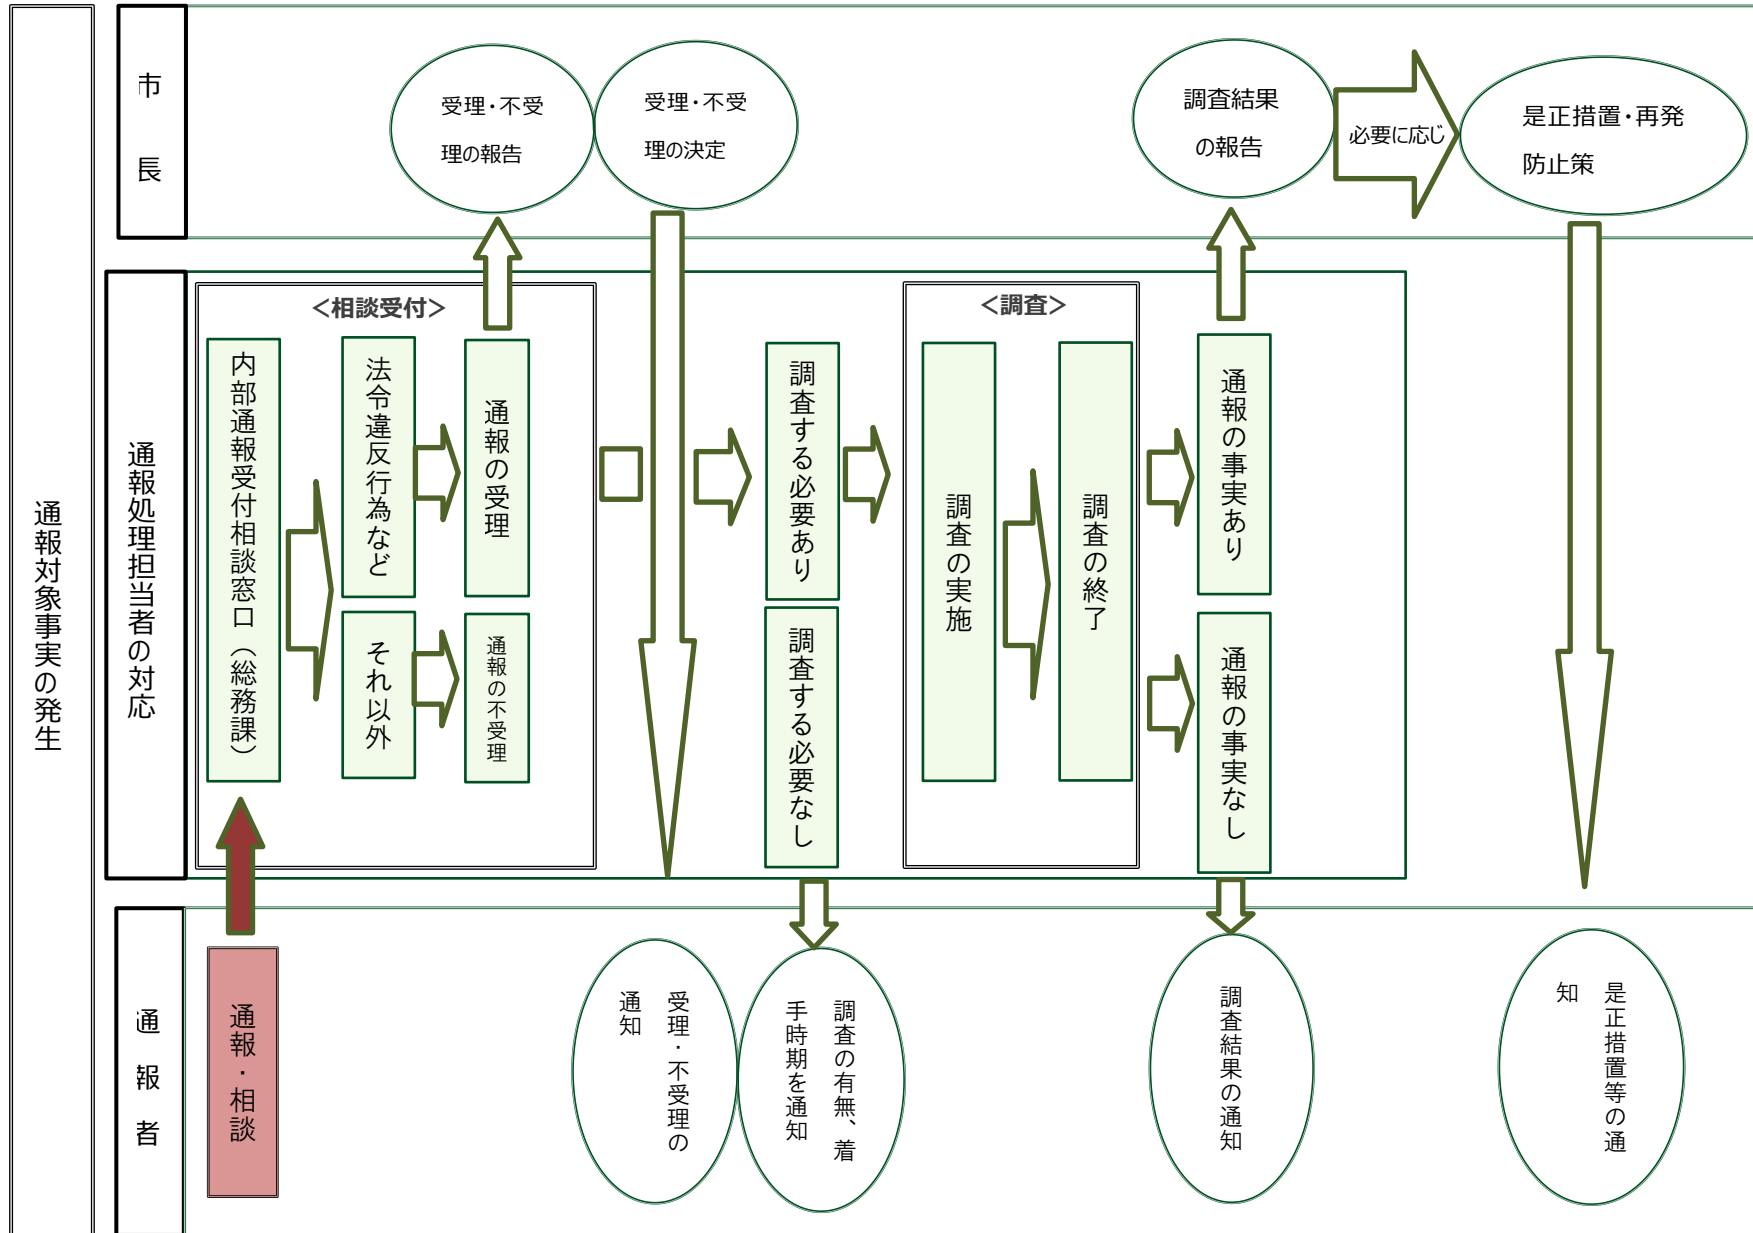 通報対象事実の発生
市長
受理・不受
理の報告
受理・不受
理の決定
調査結果
の報告
必要に応じ
是正措置・再発
防止策
通報処理担当者の対応
<相談受付>
内部通報受付相談窓口（総務課）
法令違反行為など
それ以外
通報の受理
通報の不受理
調査する必要あり
調査する必要なし
<調査>
調査の実施
調査の終了
通報の事実あり
通報の事実なし
通報者
通報・相談
受理・不受理の
通知
調査の有無、着
手時期を通知
調査結果の通知
是正措置等の通
知